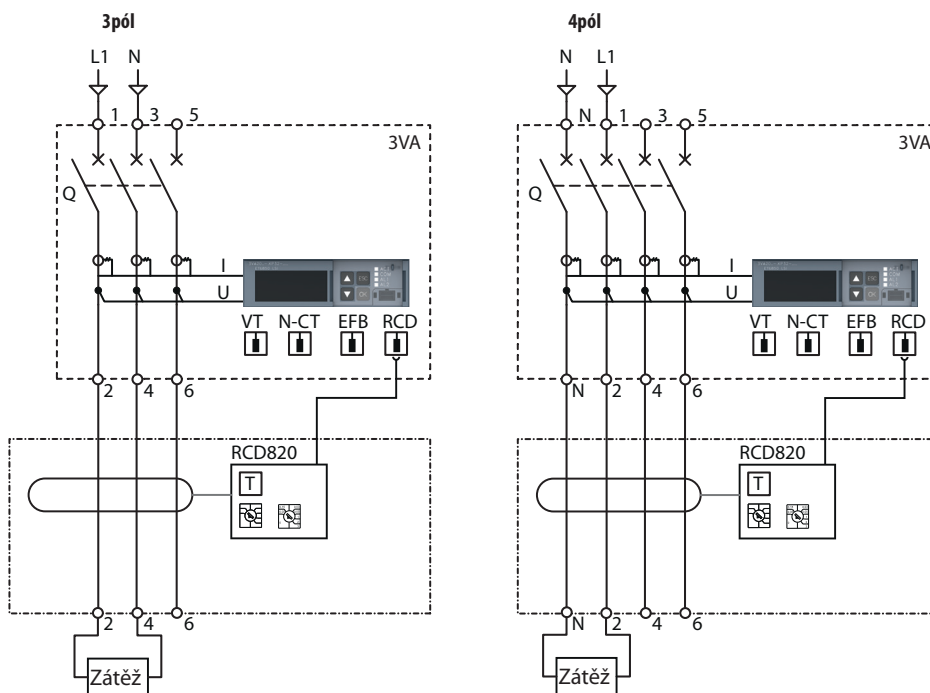 3pól
L1 N
1 3 5
3VA
Q
I
U
VT N-CT EFB RCD
2 4 6
RCD820
T
2 4 6
Zátěž
4pól
N L1
N 1 3 5
3VA
Q
I
U
VT N-CT EFB RCD
N 2 4 6
RCD820
T
N 2 4 6
Zátěž